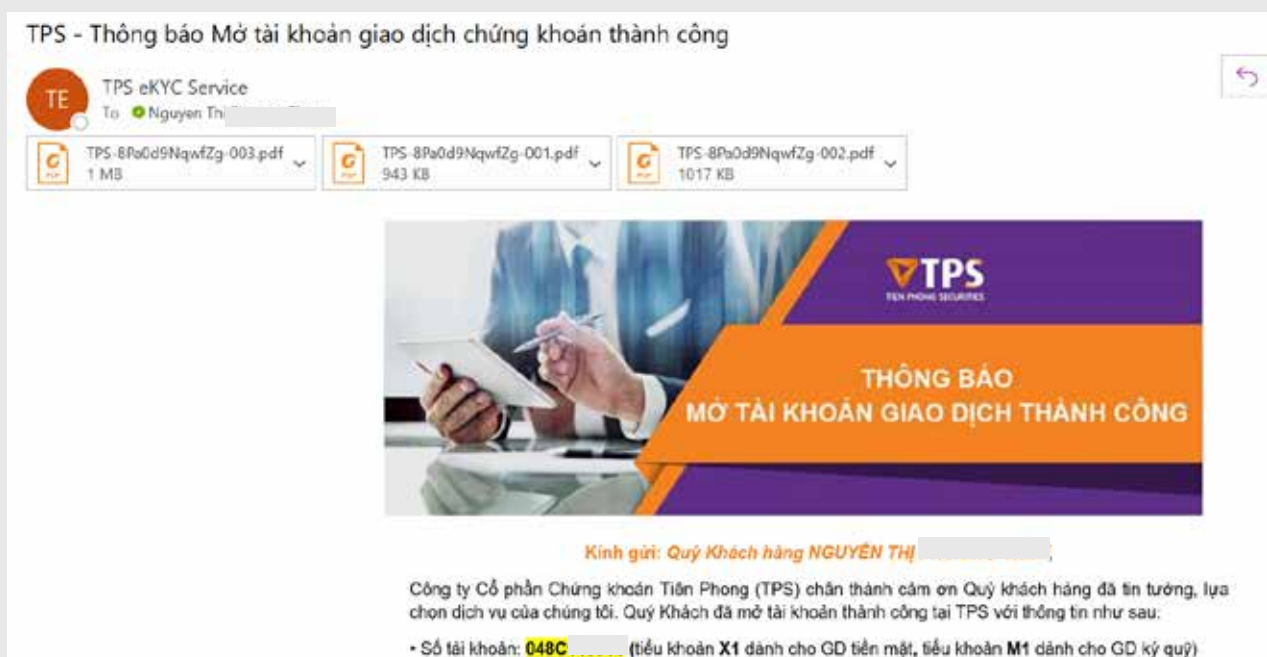 TPS - Thông báo Mở tài khoản giao dịch chứng khoán thành công
TE
TPS eKYC Service
To Nguyen Thi
TPS-8Pa0d9NqwfZg-003.pdf
1 MB
TPS-8Pa0d9NqwfZg-001.pdf
943 KB
TPS-8Pa0d9NqwfZg-002.pdf
1017 KB
TPS
TIEN PHONG SECURITIES
THÔNG BÁO
MỞ TÀI KHOẢN GIAO DỊCH THÀNH CÔNG
Kính gửi: Quý Khách hàng NGUYỄN THỊ
Công ty Cổ phần Chứng khoán Tiên Phong (TPS) chân thành cảm ơn Quý khách hàng đã tin tưởng, lựa
chọn dịch vụ của chúng tôi. Quý Khách đã mở tài khoản thành công tại TPS với thông tin như sau:
• Số tài khoản: 048C (tiểu khoản X1 dành cho GD tiền mặt, tiểu khoản M1 dành cho GD ký quỹ)